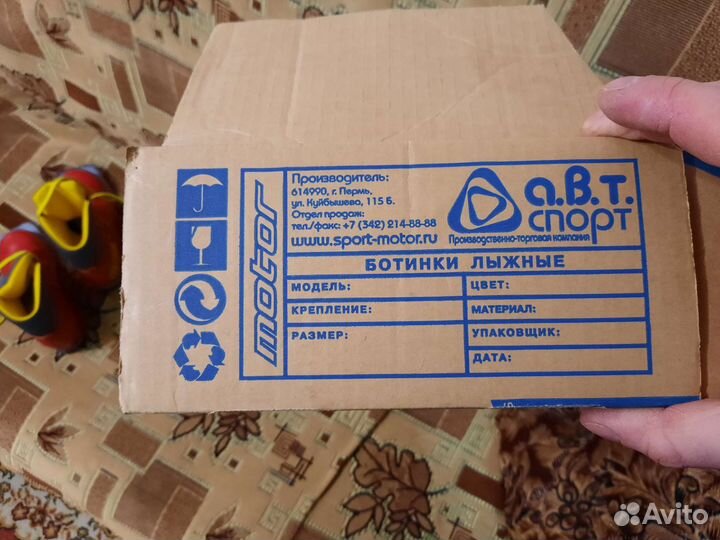 motor
Производитель:
614990, г. Пермь,
ул. Куйбышева, 115 б.
Отдел продаж:
тел./факс: +7 (342) 214-88-88
www.sport-motor.ru
а.в.т.
спорт
Производственно-торговая компания
БОТИНКИ ЛЫЖНЫЕ
МОДЕЛЬ:
ЦВЕТ:
КРЕПЛЕНИЕ:
МАТЕРИАЛ:
РАЗМЕР:
УПАКОВЩИК:
ДАТА:
Avito